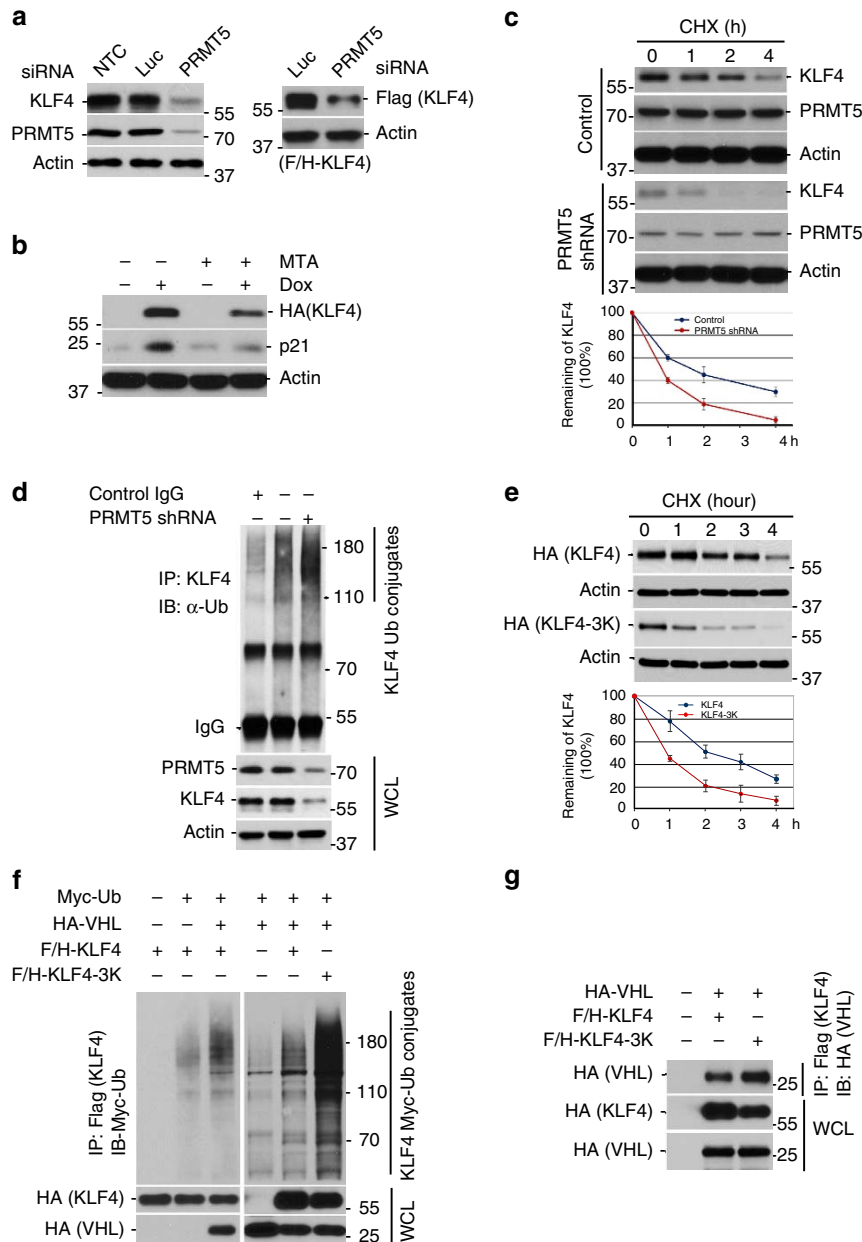 a
siRNA NTC Luc PRMT5
KLF4
55
PRMT5
70
Actin
37
Luc PRMT5 siRNA
55
Flag (KLF4)
Actin
37
(F/H-KLF4)
b
– – + + MTA
– + – + Dox
HA(KLF4)
55
25
p21
Actin
37
c
CHX (h)
0 1 2 4
Control
55
KLF4
70
PRMT5
Actin
37
PRMT5 shRNA
55
KLF4
70
PRMT5
Actin
37
Remaining of KLF4 (100%)
100
80
60
40
20
0
Control
PRMT5 shRNA
0 1 2 3 4 h
d
Control IgG + – –
PRMT5 shRNA – – +
IP: KLF4
IB: α-Ub
180
110
70
55
KLF4 Ub conjugates
IgG
PRMT5
70
KLF4
55
Actin
37
WCL
e
CHX (hour)
0 1 2 3 4
HA (KLF4)
55
Actin
37
HA (KLF4-3K)
55
Actin
37
Remaining of KLF4 (100%)
100
80
60
40
20
0
KLF4
KLF4-3K
0 1 2 3 4 h
f
Myc-Ub – + + + + +
HA-VHL – – + + + +
F/H-KLF4 + + + – + –
F/H-KLF4-3K – – – – – +
IP: Flag (KLF4)
IB-Myc-Ub
180
110
70
KLF4 Myc-Ub conjugates
HA (KLF4)
55
HA (VHL)
25
WCL
g
HA-VHL – + +
F/H-KLF4 – + –
F/H-KLF4-3K – – +
HA (VHL)
25
IP: Flag (KLF4)
IB: HA (VHL)
HA (KLF4)
55
HA (VHL)
25
WCL